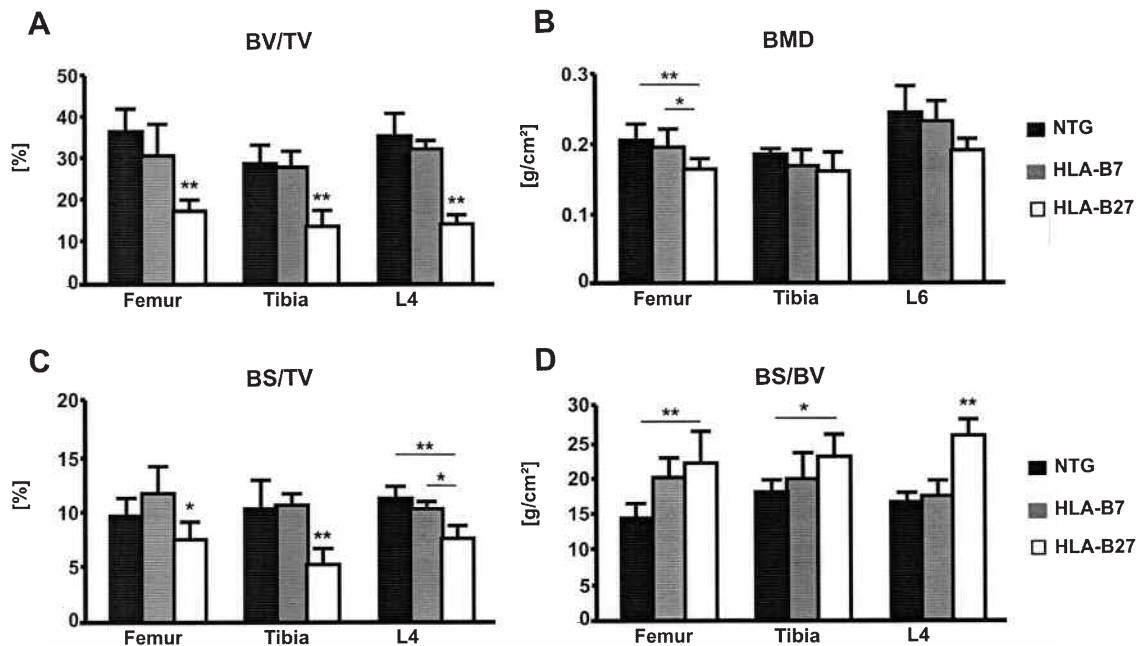 A
BV/TV
[%]
50
40
30
20
10
0
**
**
**
Femur Tibia L4
B
BMD
[g/cm²]
0.3
0.2
0.1
0
**
*
Femur Tibia L6
NTG
HLA-B7
HLA-B27
C
BS/TV
[%]
20
15
10
5
0
*
**
**
*
Femur Tibia L4
D
BS/BV
[g/cm²]
30
25
20
15
10
5
0
**
*
**
Femur Tibia L4
NTG
HLA-B7
HLA-B27